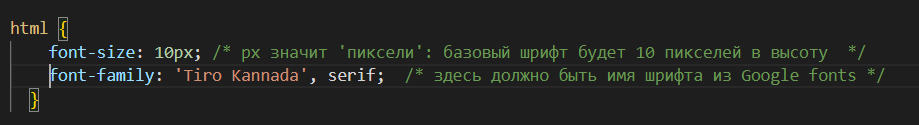 html {
font-size: 10px; /* px значит 'пиксели': базовый шрифт будет 10 пикселей в высоту  */
font-family: 'Tiro Kannada', serif;  /* здесь должно быть имя шрифта из Google fonts */
}